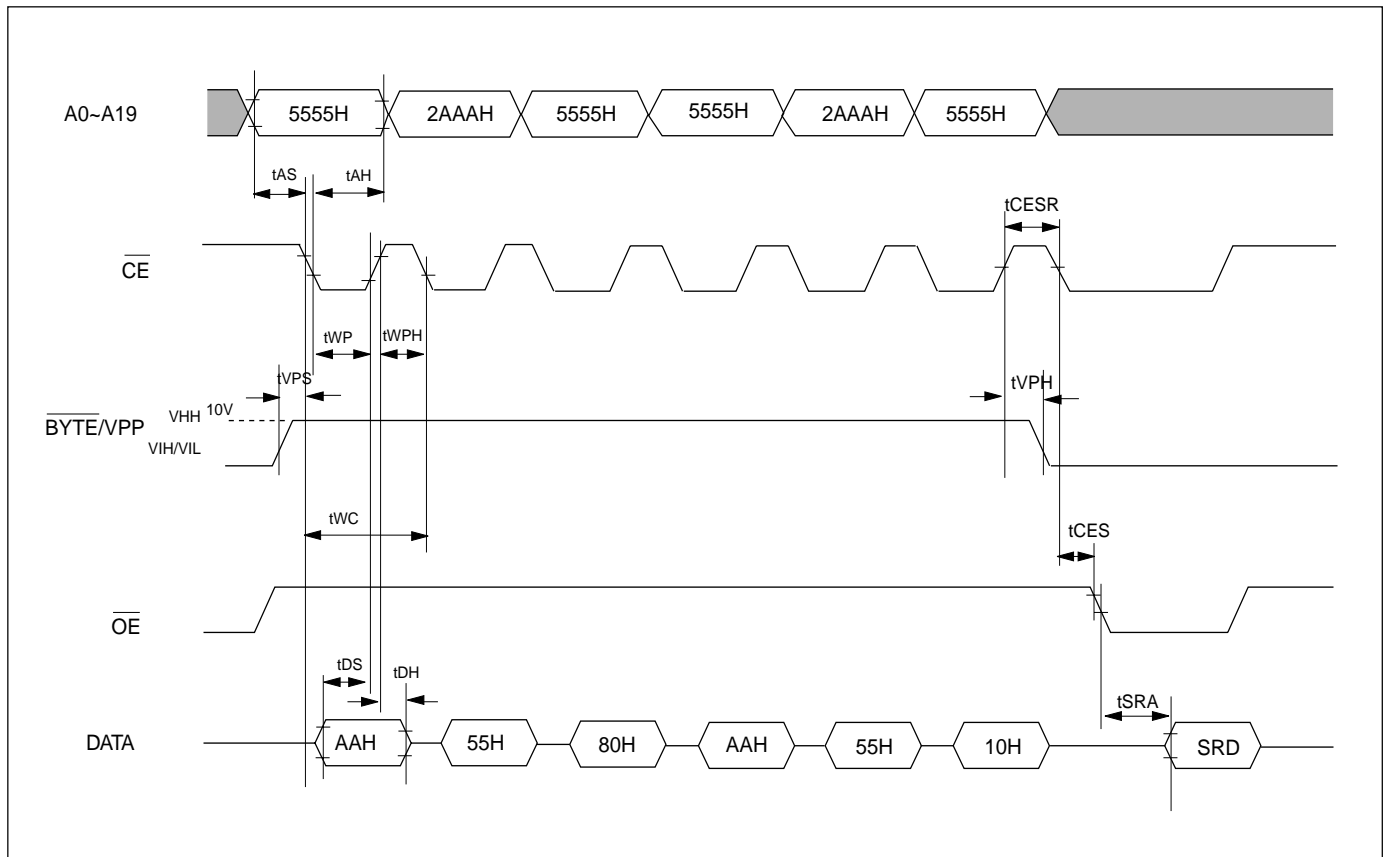 A0~A19 5555H 2AAAH 5555H 5555H 2AAAH 5555H
tAS tAH
tCESR
CE
tWP tWPH
tVPS tVPH
BYTE/VPP VHH 10V
VIH/VIL
tWC
tCES
OE
tDS tDH
tSRA
DATA AAH 55H 80H AAH 55H 10H SRD